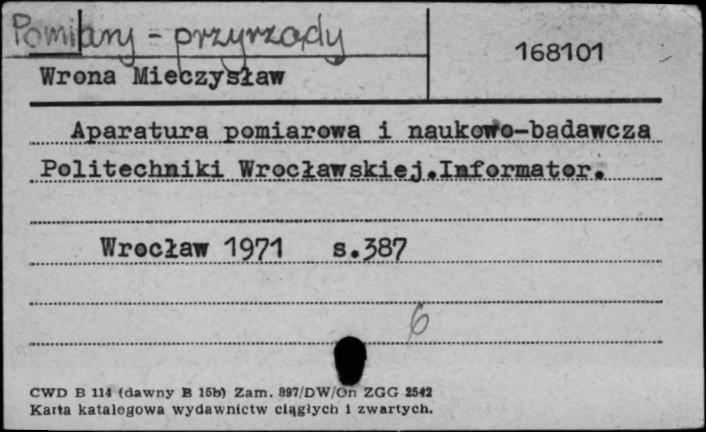 Pomiary - przyrządy
168101
Wrona Mieczysław
Aparatura pomiarowa i naukowo-badawcza
Politechniki Wrocławskiej.Informator.
Wrocław 1971 s.387
6
CWD B 114 (dawny B 15b) Zam. 897/DW/On ZGG 2542
Karta katalogowa wydawnictw ciągłych i zwartych.